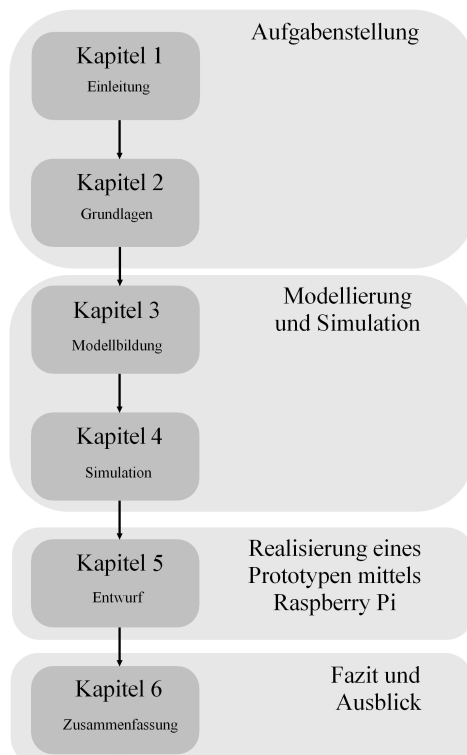 Aufgabenstellung
Kapitel 1
Einleitung
Kapitel 2
Grundlagen
Modellierung
und Simulation
Kapitel 3
Modellbildung
Kapitel 4
Simulation
Realisierung eines
Prototypen mittels
Raspberry Pi
Kapitel 5
Entwurf
Fazit und
Ausblick
Kapitel 6
Zusammenfassung